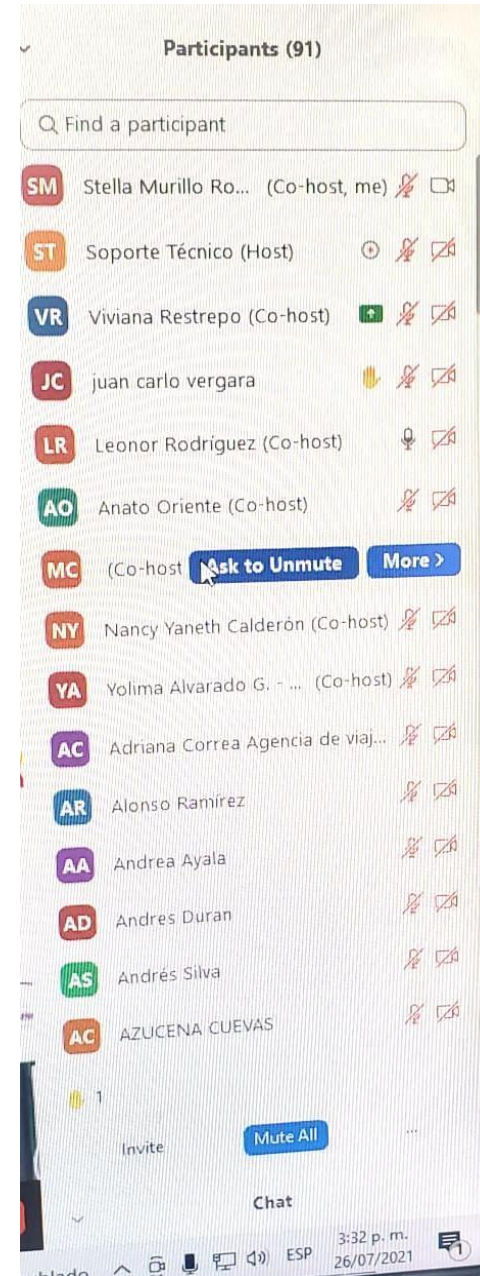 Participants (91)
Find a participant
SM Stella Murillo Ro... (Co-host, me)
ST Soporte Técnico (Host)
VR Viviana Restrepo (Co-host)
JC juan carlo vergara
LR Leonor Rodríguez (Co-host)
AO Anato Oriente (Co-host)
MC (Co-host Ask to Unmute More >
NY Nancy Yaneth Calderón (Co-host)
YA Yolima Alvarado G. - ... (Co-host)
AC Adriana Correa Agencia de viaj...
AR Alonso Ramírez
AA Andrea Ayala
AD Andres Duran
AS Andrés Silva
AC AZUCENA CUEVAS
1
Invite Mute All ...
Chat
ESP 3:32 p. m.
26/07/2021 1